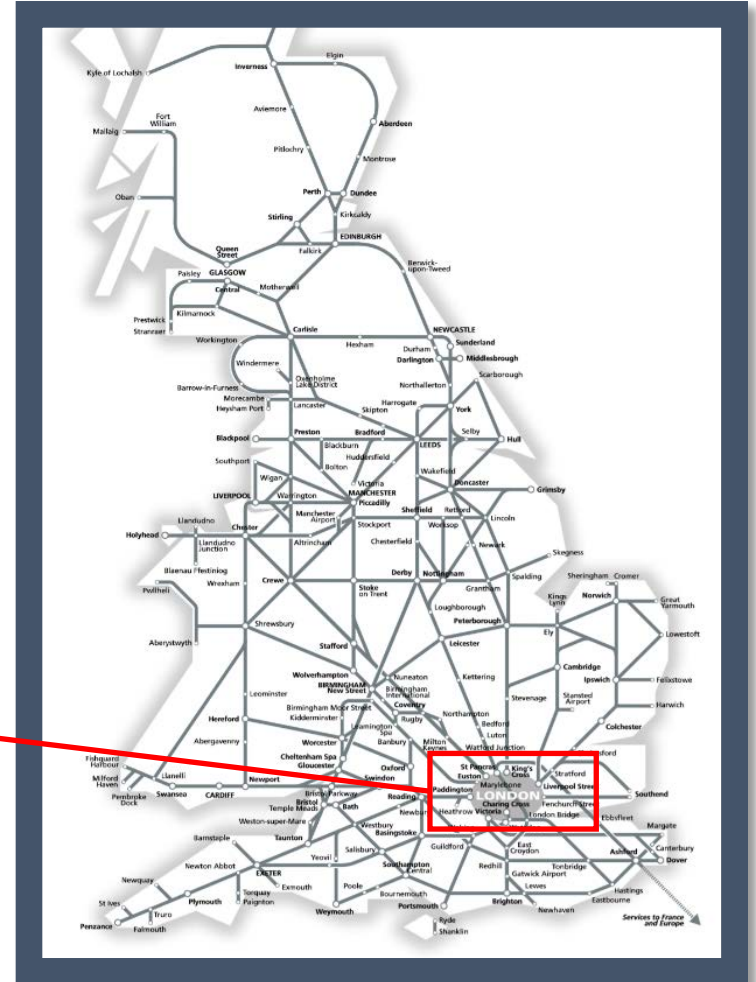 Kyle of Lochalsh
Inverness
Elgin
Aviemore
Aberdeen
Fort
William
Mallaig
Pitlochry
Montrose
Oban
Perth
Dundee
Stirling
Kirkcaldy
EDINBURGH
Falkirk
Queen
Street
GLASGOW
Central
Paisley
Motherwell
Berwick-
upon-Tweed
Prestwick
Stranraer
Kilmarnock
Carlisle
NEWCASTLE
Sunderland
Workington
Hexham
Durham
Darlington
Middlesbrough
Windermere
Scarborough
Oxenholme
Lake District
Northallerton
Barrow-in-Furness
Morecambe
Heysham Port
Lancaster
Skipton
Harrogate
York
Blackpool
Preston
Bradford
Selby
Hull
Blackburn
LEEDS
Huddersfield
Southport
Bolton
Wakefield
Wigan
Victoria
Doncaster
Grimsby
LIVERPOOL
Warrington
MANCHESTER
Piccadilly
Manchester
Airport
Sheffield
Retford
Lincoln
Llandudno
Chester
Stockport
Worksop
Holyhead
Llandudno
Junction
Altrincham
Chesterfield
Newark
Skegness
Blaenau Ffestiniog
Derby
Nottingham
Spalding
Sheringham
Cromer
Pwllheli
Wrexham
Crewe
Stoke
on Trent
Grantham
Kings
Lynn
Norwich
Great
Yarmouth
Loughborough
Shrewsbury
Peterborough
Aberystwyth
Stafford
Leicester
Ely
Lowestoft
Wolverhampton
Cambridge
BIRMINGHAM
New Street
Nuneaton
Kettering
Ipswich
Felixstowe
Birmingham
International
Leominster
Coventry
Stevenage
Stansted
Airport
Harwich
Birmingham Moor Street
Kidderminster
Rugby
Northampton
Hereford
Leamington
Spa
Bedford
Colchester
Worcester
Banbury
Milton
Keynes
Luton
Abergavenny
Watford Junction
Cheltenham Spa
Gloucester
Oxford
St Pancras
King's
Cross
Fishguard
Harbour
Swindon
Euston
Stratford
Llanelli
Marylebone
Milford
Haven
Newport
Paddington
Liverpool Street
Pembroke
Dock
Swansea
CARDIFF
Bristol Parkway
Reading
LONDON
Southend
Bristol
Temple Meads
Bath
Charing Cross
Fenchurch Street
Heathrow
Victoria
London Bridge
Ebbsfleet
Weston-super-Mare
Newbury
Margate
Westbury
Basingstoke
Barnstaple
Taunton
Guildford
East
Croydon
Canterbury
Salisbury
Ashford
Dover
Newton Abbot
Yeovil
Southampton
Central
Redhill
Tonbridge
EXETER
Gatwick Airport
Newquay
Exmouth
Poole
Lewes
Hastings
St Ives
Plymouth
Torquay
Paignton
Bournemouth
Eastbourne
Truro
Weymouth
Portsmouth
Brighton
Newhaven
Penzance
Falmouth
Ryde
Shanklin
Services to France
and Europe